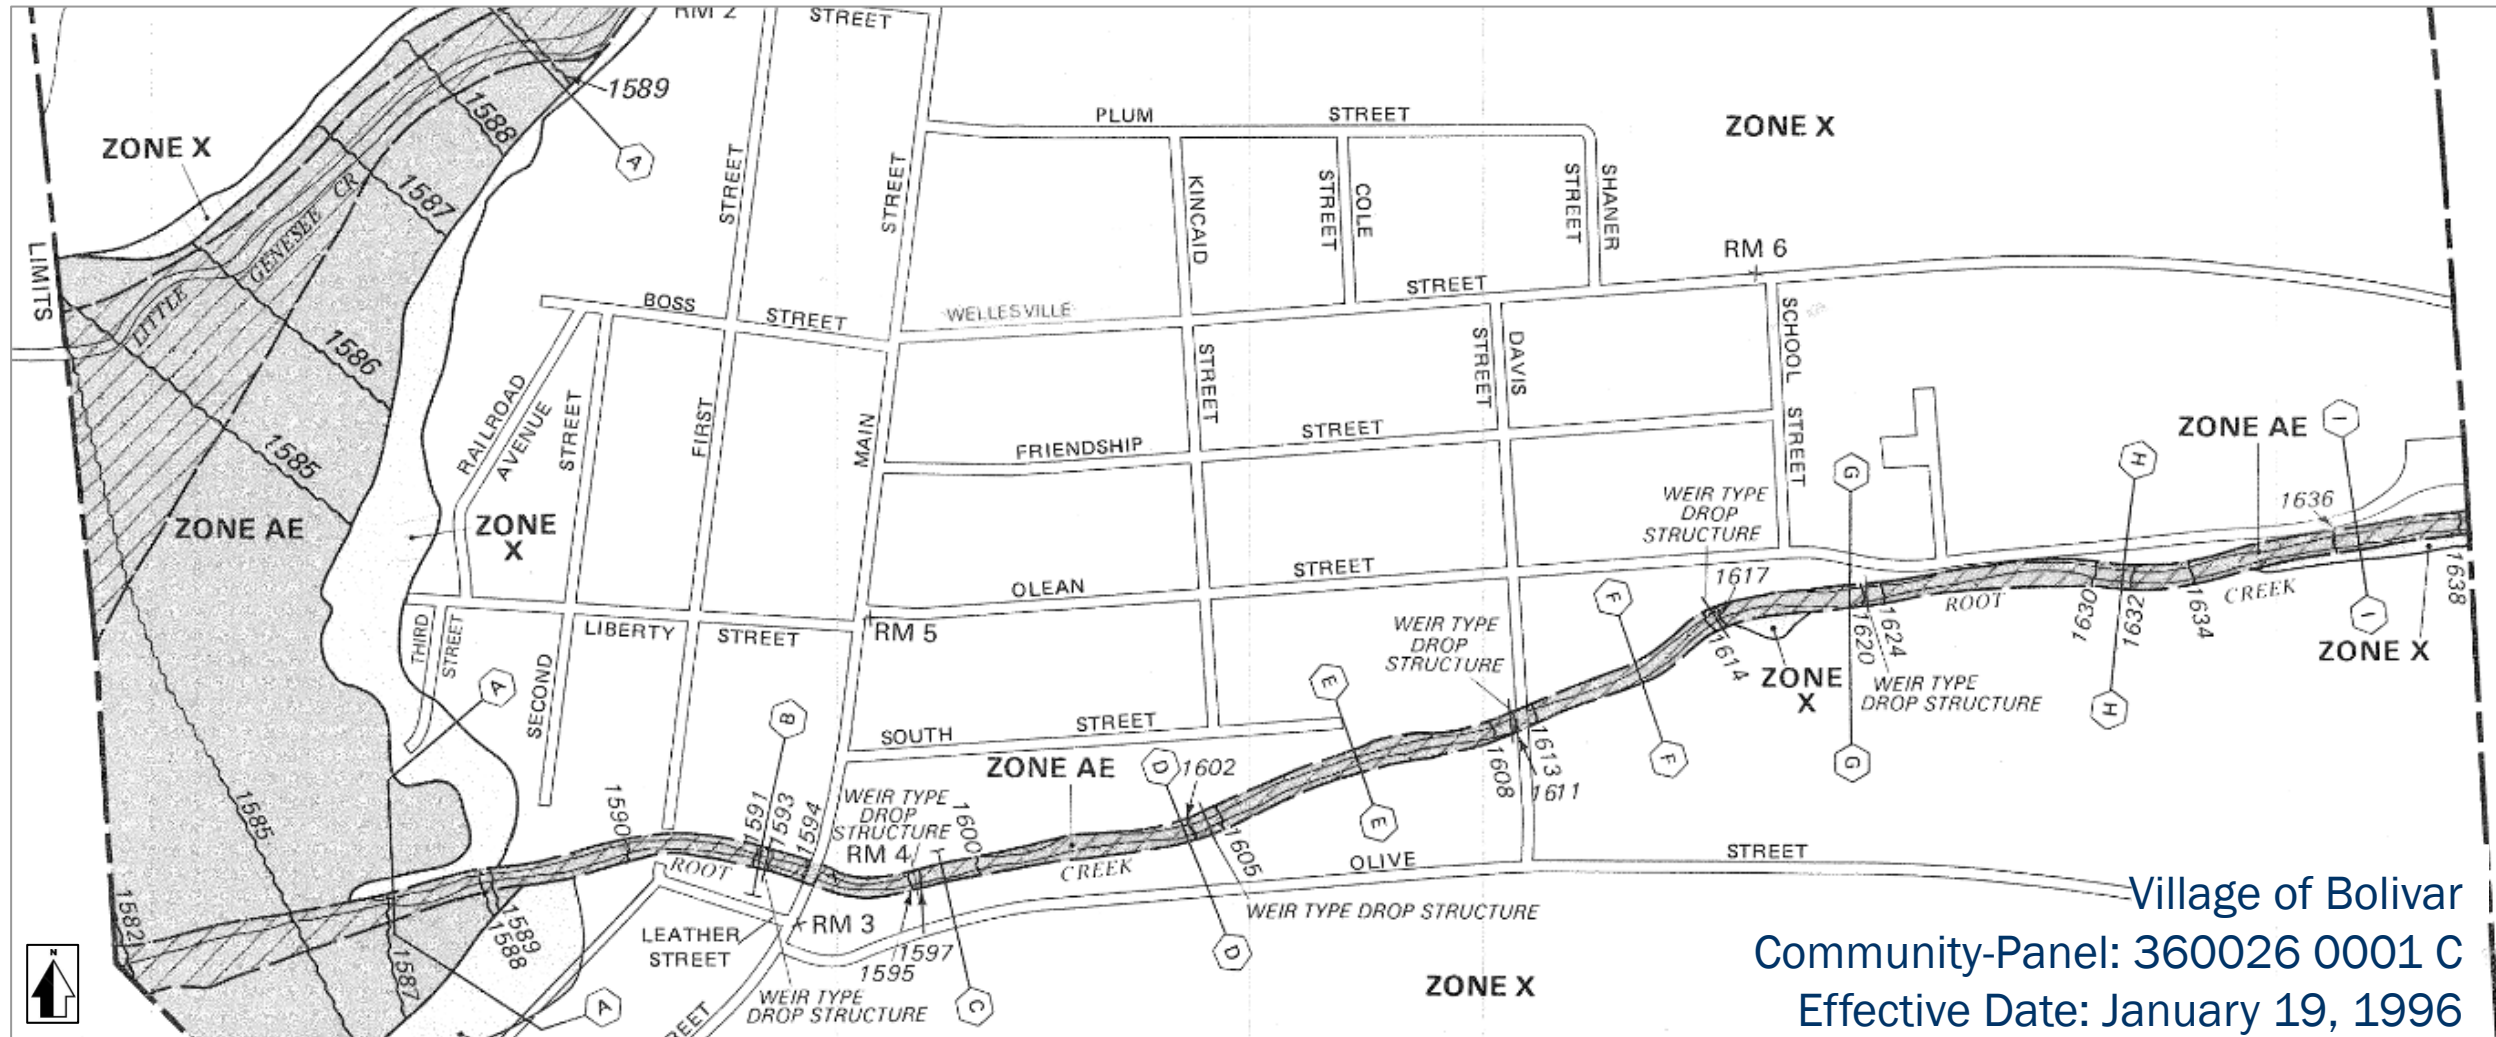 RM 2
STREET
1589
1588
A
ZONE X
PLUM
STREET
ZONE X
STREET
STREET
KINCAID
STREET
COLE
STREET
SHANER
1587
LITTLE
GENESEE
CR
LIMITS
RM 6
BOSS
STREET
WELLESVILLE
STREET
1586
RAILROAD
AVENUE
STREET
FIRST
MAIN
STREET
STREET
DAVIS
SCHOOL
STREET
1585
FRIENDSHIP
STREET
ZONE AE
I
H
G
1636
ZONE AE
ZONE
X
WEIR TYPE
DROP
STRUCTURE
OLEAN
STREET
1617
ROOT
CREEK
1630
1632
1634
1638
THIRD
STREET
LIBERTY
STREET
RM 5
WEIR TYPE
DROP
STRUCTURE
F
1614
1620
1624
I
ZONE X
ZONE
X
WEIR TYPE
DROP STRUCTURE
A
SECOND
B
E
SOUTH
STREET
H
ZONE AE
D
1602
1608
1613
1611
F
G
1585
1590
1591
1593
1594
WEIR TYPE
DROP
STRUCTURE
1600
RM 4
E
1605
ROOT
CREEK
OLIVE
STREET
1582
1589
1588
RM 3
WEIR TYPE DROP STRUCTURE
LEATHER
STREET
1597
1595
D
1587
A
WEIR TYPE
DROP STRUCTURE
C
REET
ZONE X
N
Village of Bolivar
Community-Panel: 360026 0001 C
Effective Date: January 19, 1996